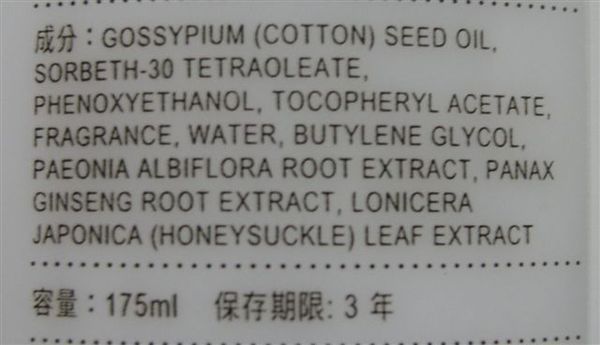 成分：GOSSYPIUM (COTTON) SEED OIL,
SORBETH-30 TETRAOLEATE,
PHENOXYETHANOL, TOCOPHERYL ACETATE,
FRAGRANCE, WATER, BUTYLENE GLYCOL,
PAEONIA ALBIFLORA ROOT EXTRACT, PANAX
GINSENG ROOT EXTRACT, LONICERA
JAPONICA (HONEYSUCKLE) LEAF EXTRACT
容量：175ml 保存期限: 3 年